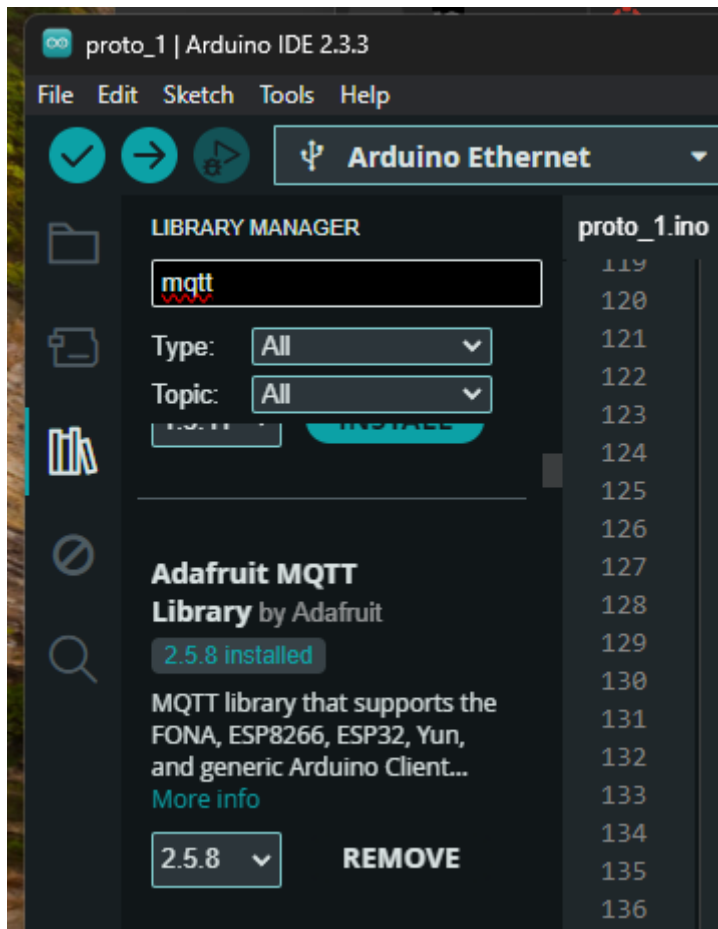 proto_1 | Arduino IDE 2.3.3
File Edit Sketch Tools Help
Arduino Ethernet
LIBRARY MANAGER
proto_1.ino
mqtt
Type: All
Topic: All
INSTALL
Adafruit MQTT
Library by Adafruit
2.5.8 installed
MQTT library that supports the
FONA, ESP8266, ESP32, Yun,
and generic Arduino Client...
More info
2.5.8
REMOVE
119
120
121
122
123
124
125
126
127
128
129
130
131
132
133
134
135
136